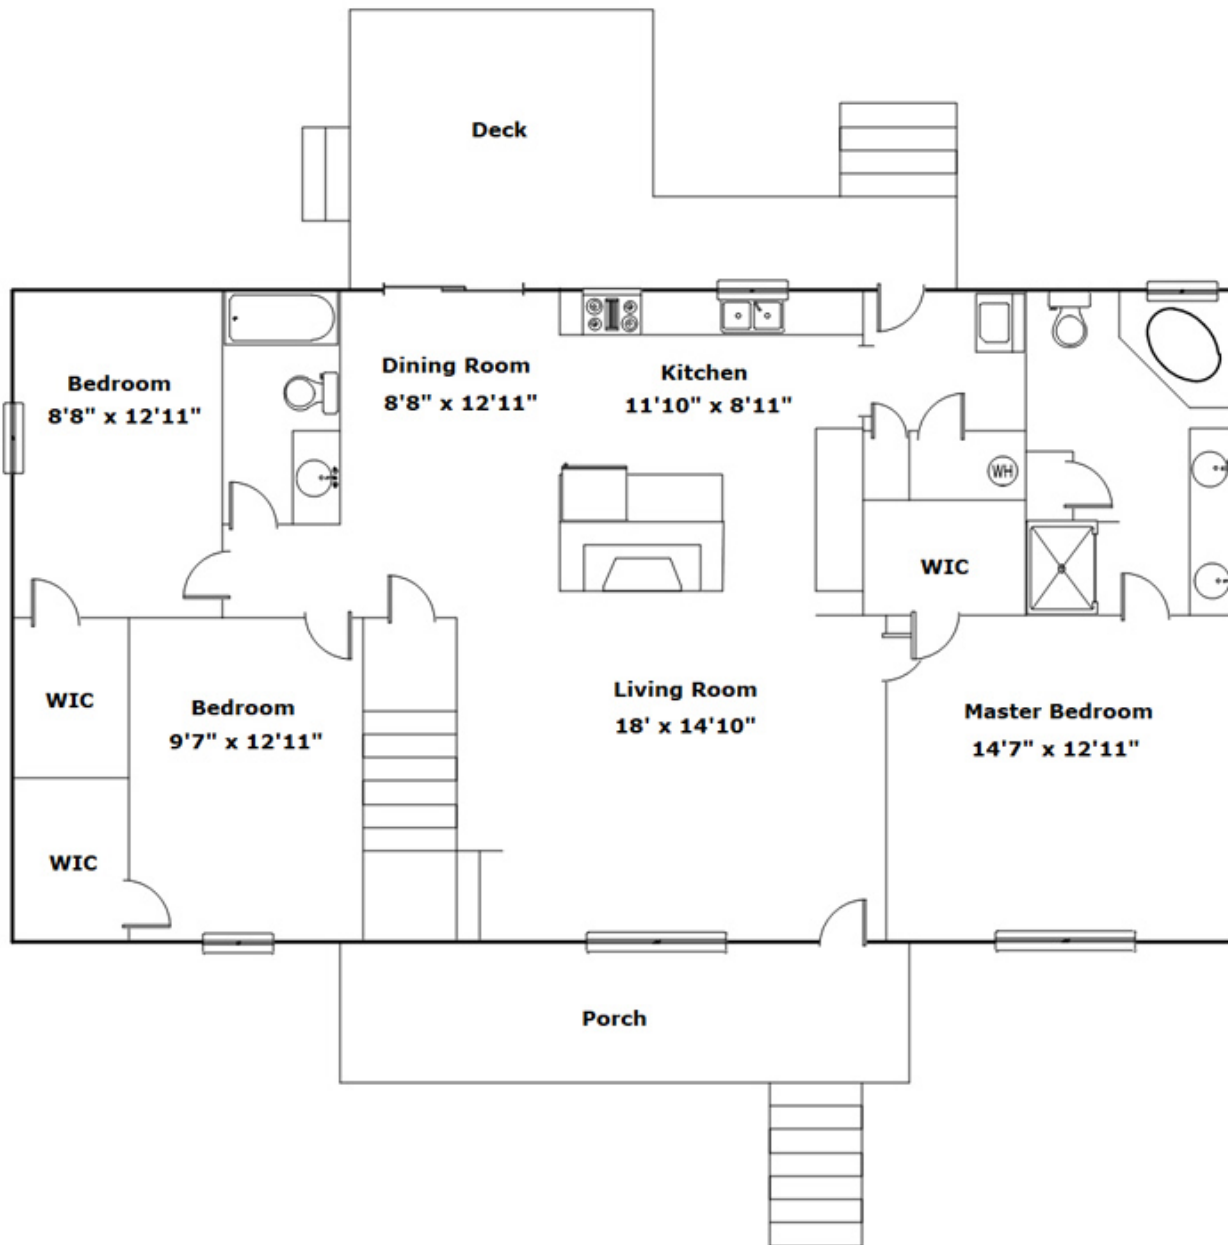 Deck
Dining Room
8'8" x 12'11"
Kitchen
11'10" x 8'11"
Bedroom
8'8" x 12'11"
WH
WIC
WIC
Bedroom
9'7" x 12'11"
Living Room
18' x 14'10"
Master Bedroom
14'7" x 12'11"
WIC
Porch